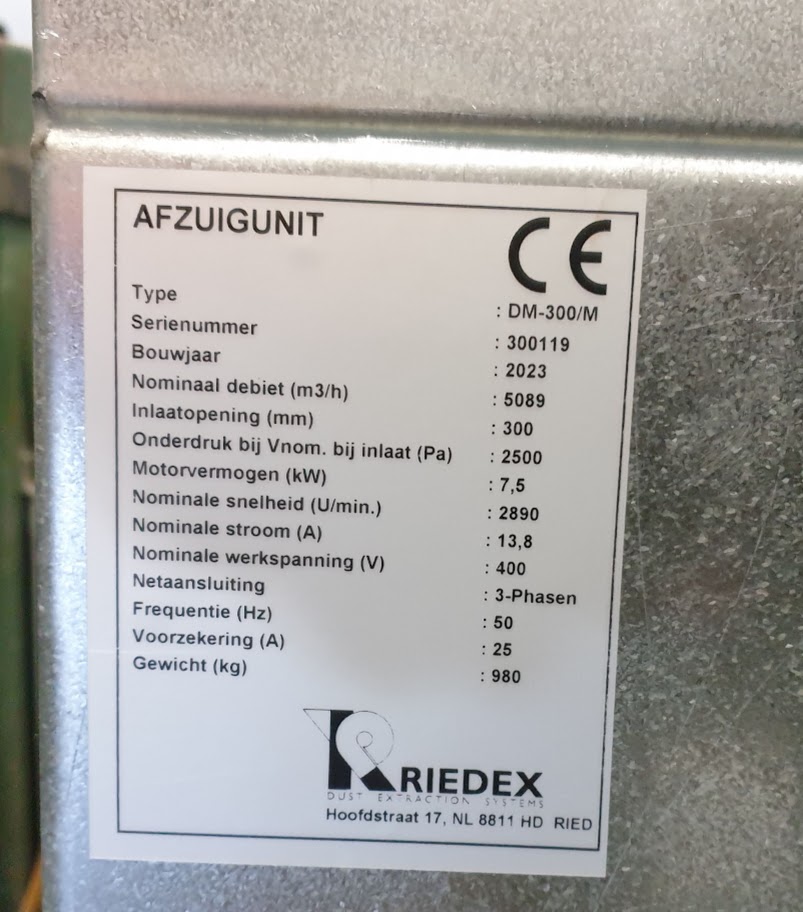 AFZUIGUNIT
CE
Type : DM-300/M
Serienummer : 300119
Bouwjaar : 2023
Nominaal debiet (m3/h) : 5089
Inlaatopening (mm) : 300
Onderdruk bij Vnom. bij inlaat (Pa) : 2500
Motorvermogen (kW) : 7,5
Nominale snelheid (U/min.) : 2890
Nominale stroom (A) : 13,8
Nominale werkspanning (V) : 400
Netaansluiting : 3-Phasen
Frequentie (Hz) : 50
Voorzekering (A) : 25
Gewicht (kg) : 980
RIEDEX
DUST EXTRACTION SYSTEMS
Hoofdstraat 17, NL 8811 HD RIED